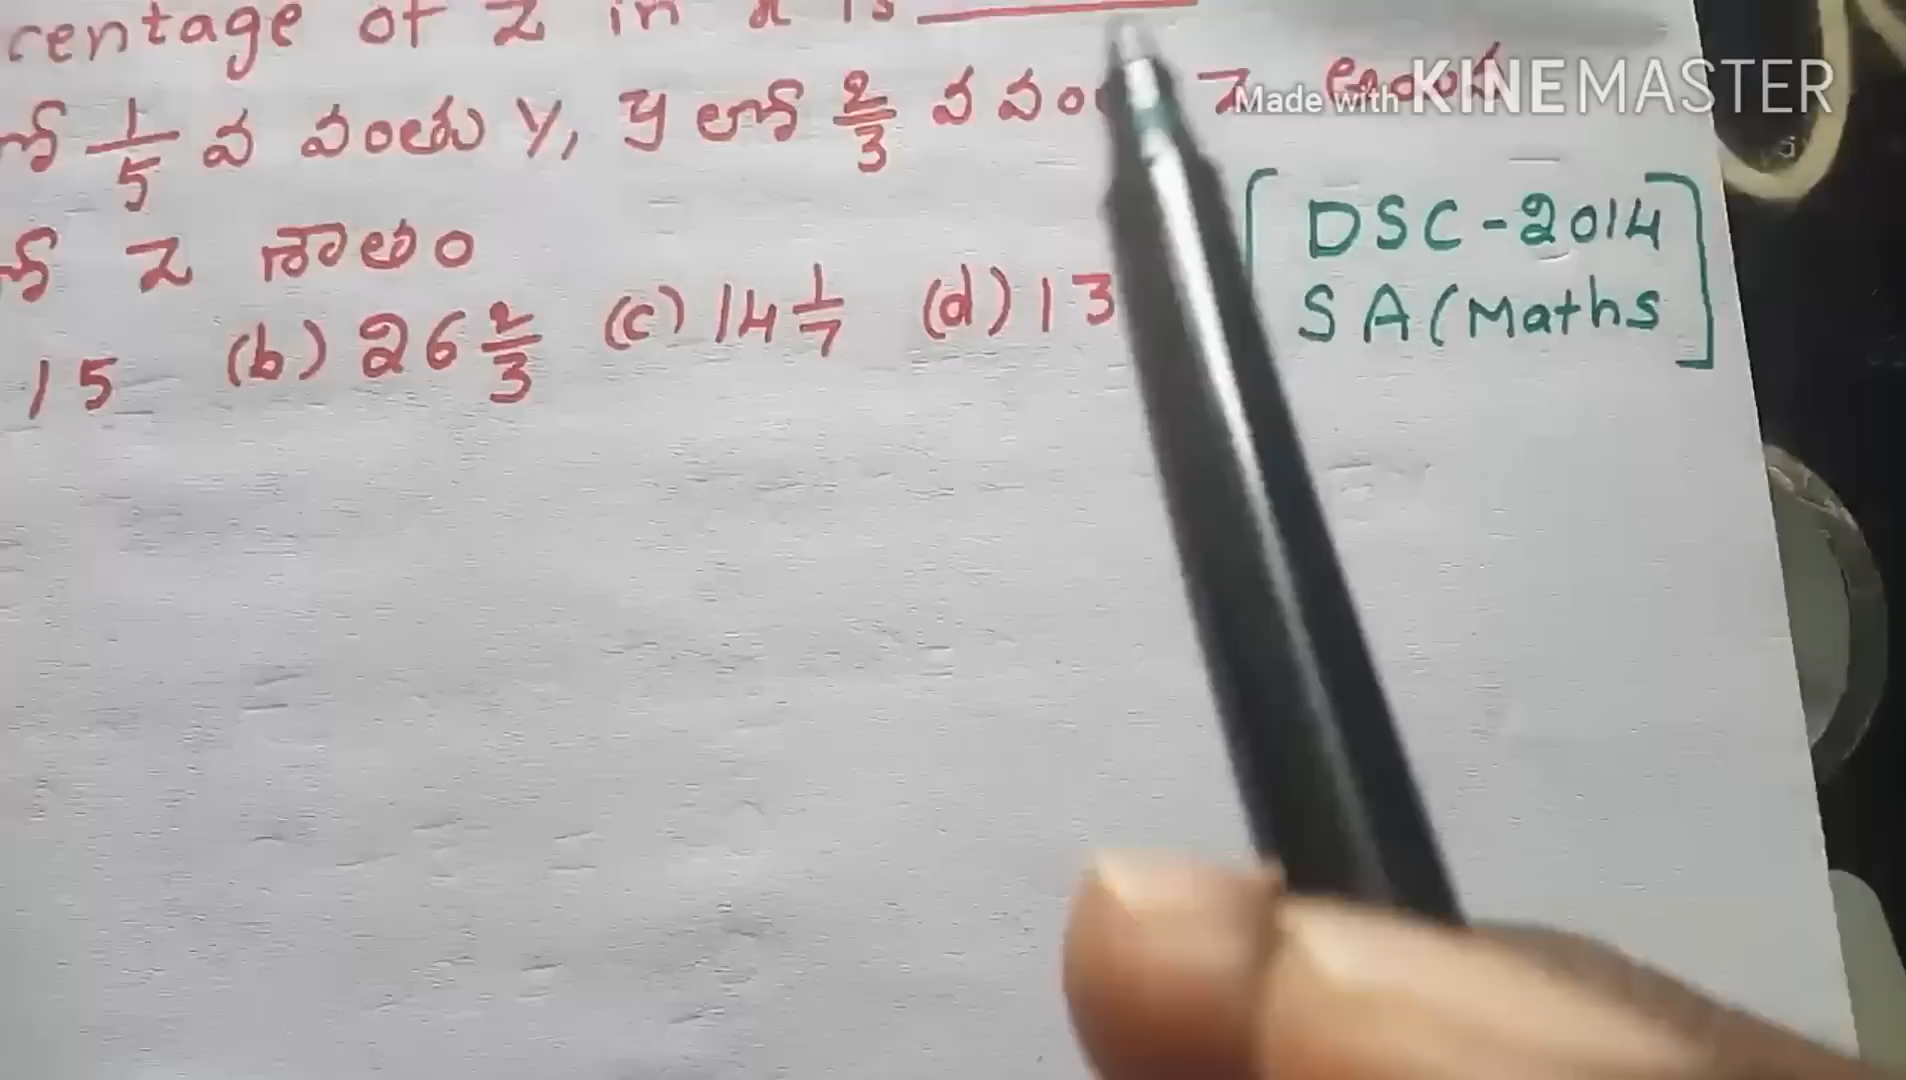 centage of Z in x is
లో 1/5 వ వంతు y, y లో 2/3 వ Z
Made with KINEMASTER
లో Z శాతం
[DSC-2014
SA(Maths]
15 (b) 26 2/3 (c) 14 1/7 (d) 13